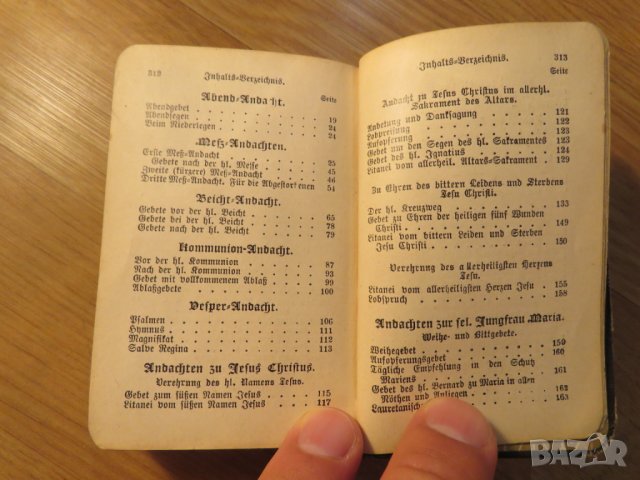 312
Inhalts-Verzeichnis.
Seite
Abend-Andacht.
Abendgebet 19
Abendsegen 24
Beim Niederlegen 24
Meß-Andachten.
Erste Meß-Andacht 25
Gebete nach der hl. Messe 45
Zweite (kürzere) Meß-Andacht 46
Dritte Meß-Andacht. Für die Abgestorbenen 54
Beicht-Andacht.
Gebete vor der hl. Beicht 65
Gebete bei der hl. Beicht 78
Gebete nach der hl. Beicht 79
Kommunion-Andacht.
Vor der hl. Kommunion 87
Nach der hl. Kommunion 93
Gebet mit vollkommenem Ablaß 99
Ablaßgebete 100
Vesper-Andacht.
Psalmen 106
Hymnus 111
Magnifikat 112
Salve Regina 113
Andachten zu Jesus Christus.
Verehrung des hl. Namens Jesus.
Gebet zum süßen Namen Jesus 115
Litanei vom süßen Namen Jesus 117
Inhalts-Verzeichnis.
313
Seite
Andacht zu Jesus Christus im allerhl.
Sakrament des Altars.
Anbetung und Danksagung 121
Lobpreisung 122
Aufopferung 123
Gebet um den Segen des hl. Sakramentes 123
Gebet des hl. Ignatius 124
Litanei vom allerheil. Altars-Sakrament 129
Zu Ehren des bittern Leidens und Sterbens
Jesu Christi.
Der hl. Kreuzweg 133
Gebet zu Ehren der heiligen fünf Wunden
Christi 149
Litanei vom bittern Leiden und Sterben
Jesu Christi 150
Verehrung des allerheiligsten Herzens
Jesu.
Litanei vom allerheiligsten Herzen Jesu 155
Lobspruch 158
Andachten zur sel. Jungfrau Maria.
Weihe- und Bittgebete.
Weihegebet 159
Aufopferungsgebet 160
Tägliche Empfehlung in den Schutz
Mariens 161
Gebet des hl. Bernard zu Maria in allen
Nöthen und Anliegen 162
Lauretanisch 163
BAZAR